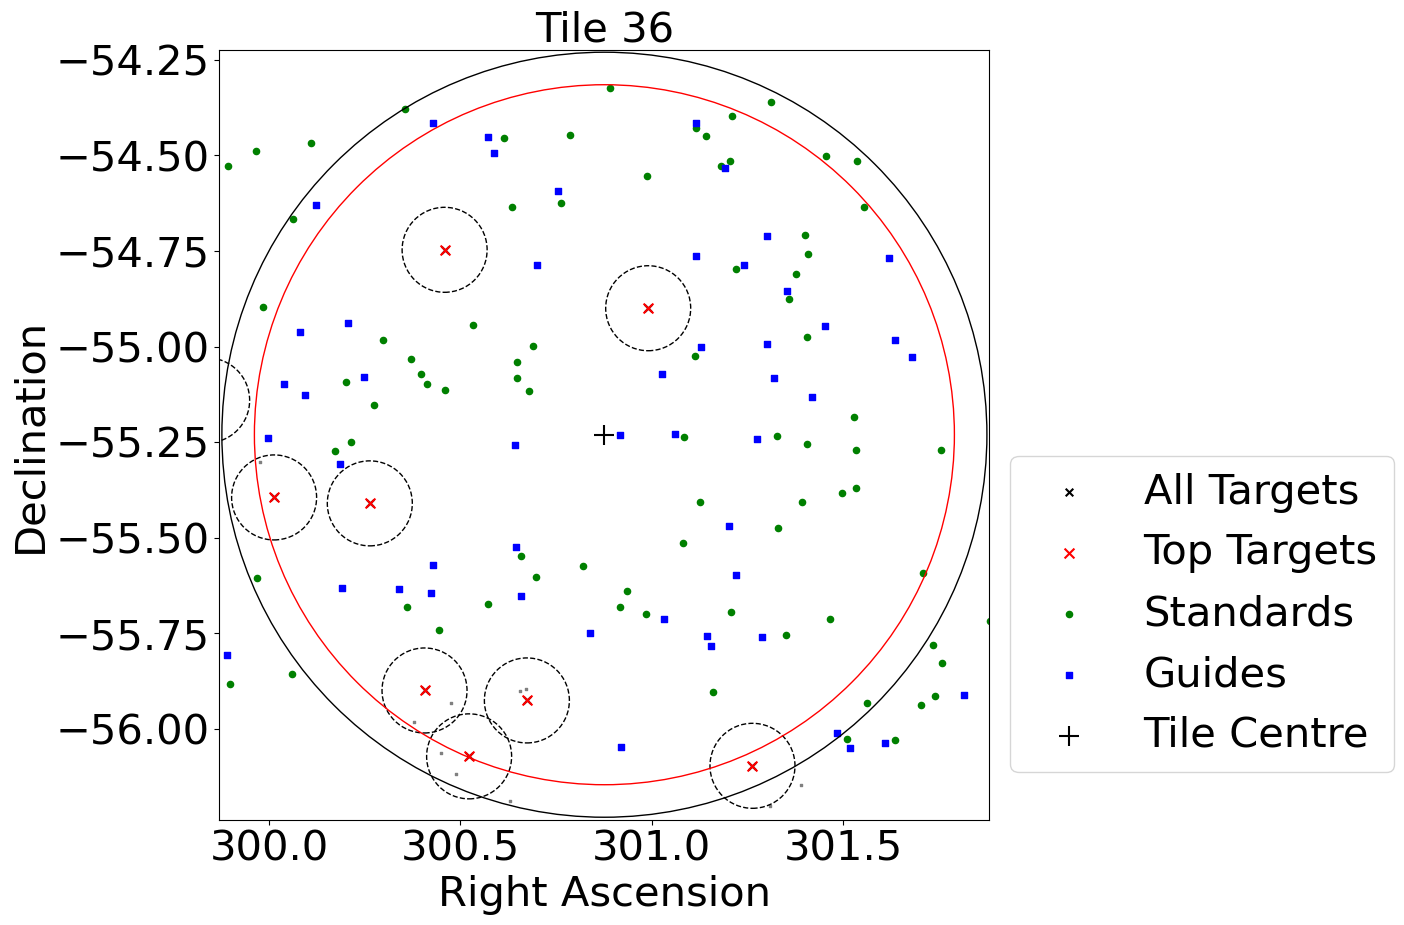 Tile 36
−54.25
−54.50
−54.75
−55.00
−55.25
−55.50
−55.75
−56.00
Declination
300.0 300.5 301.0 301.5
Right Ascension
All Targets
Top Targets
Standards
Guides
Tile Centre